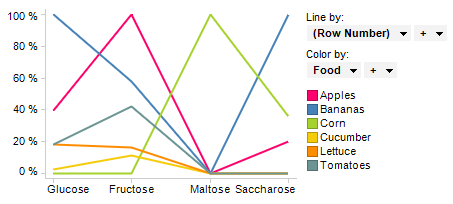 100 %
80 %
60 %
40 %
20 %
0 %
Glucose Fructose Maltose Saccharose
Line by:
(Row Number) +
Color by:
Food +
Apples
Bananas
Corn
Cucumber
Lettuce
Tomatoes